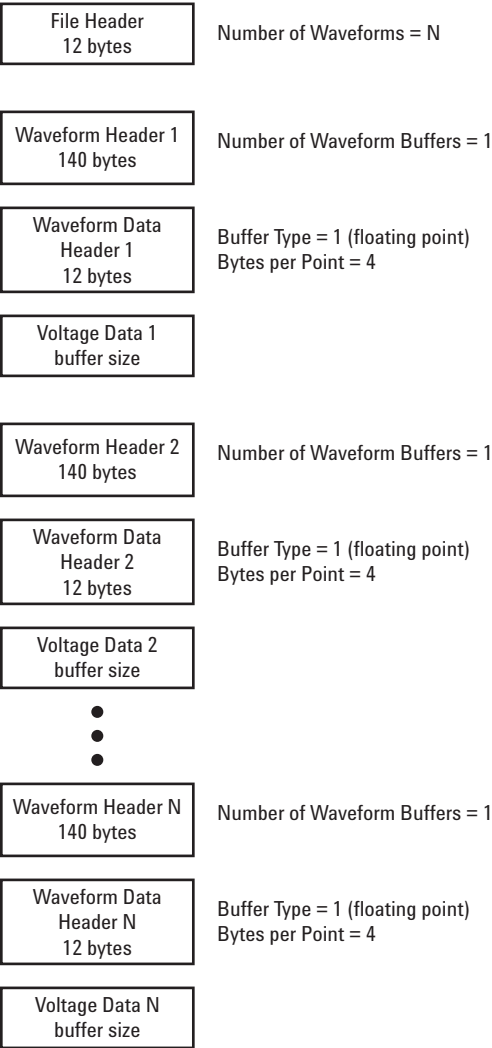 File Header
12 bytes
Number of Waveforms = N
Waveform Header 1
140 bytes
Number of Waveform Buffers = 1
Waveform Data
Header 1
12 bytes
Buffer Type = 1 (floating point)
Bytes per Point = 4
Voltage Data 1
buffer size
Waveform Header 2
140 bytes
Number of Waveform Buffers = 1
Waveform Data
Header 2
12 bytes
Buffer Type = 1 (floating point)
Bytes per Point = 4
Voltage Data 2
buffer size
Waveform Header N
140 bytes
Number of Waveform Buffers = 1
Waveform Data
Header N
12 bytes
Buffer Type = 1 (floating point)
Bytes per Point = 4
Voltage Data N
buffer size